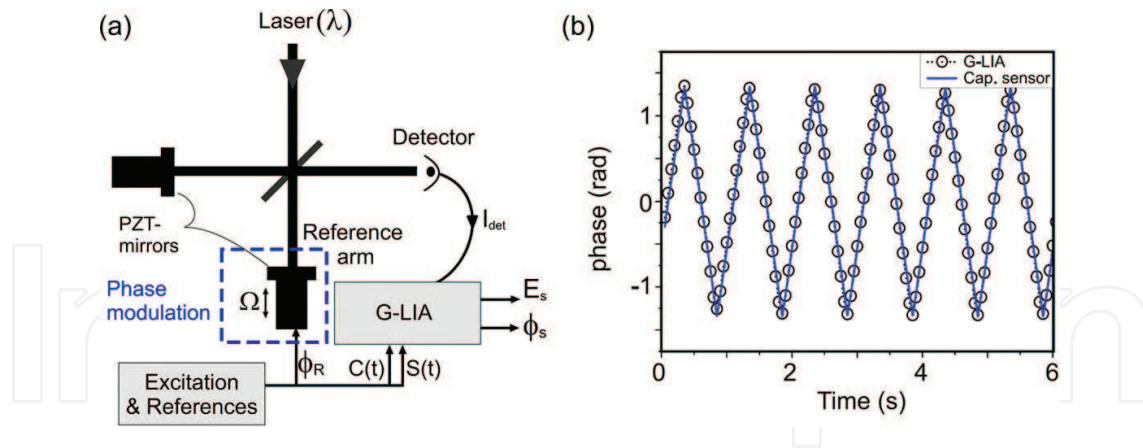 (a)
Laser(λ)
Detector
I_det
PZT-
mirrors
Reference
arm
Phase
modulation
Ω
G-LIA
E_s
ϕ_s
ϕ_R
C(t)
S(t)
Excitation
& References
(b)
G-LIA
Cap. sensor
phase (rad)
1
0
-1
0
2
4
6
Time (s)